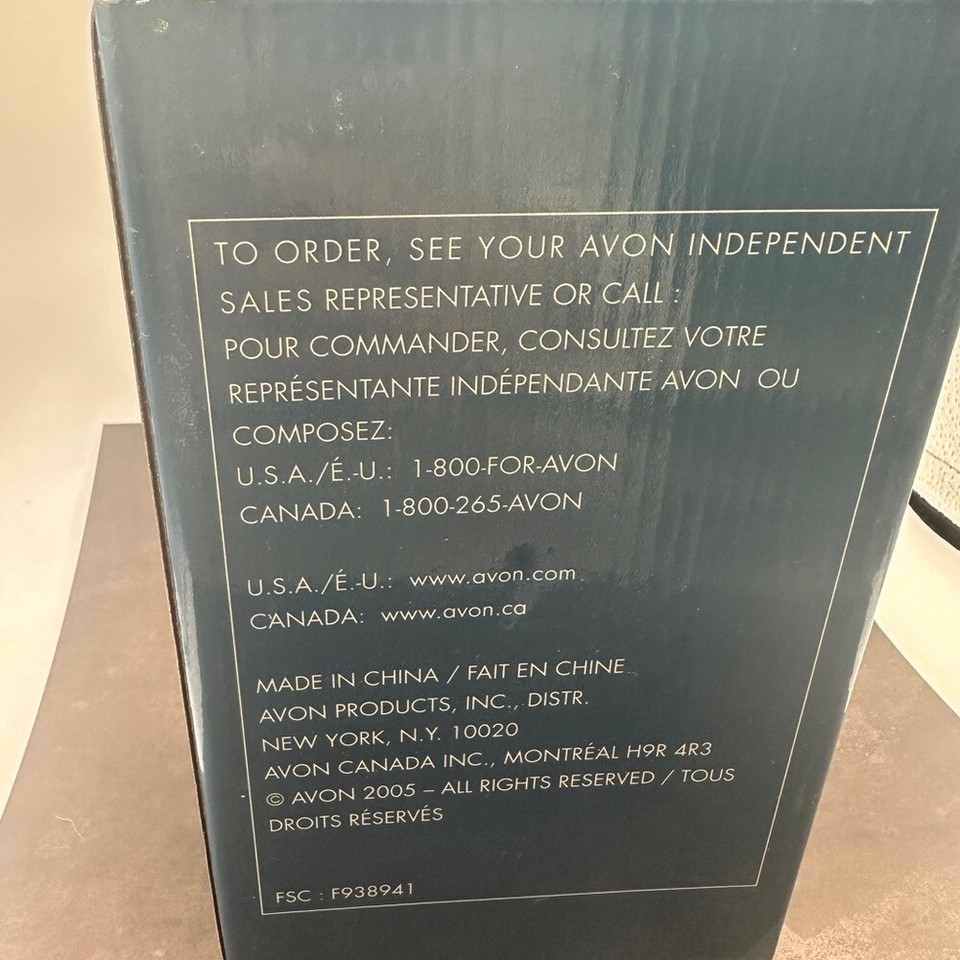 TO ORDER, SEE YOUR AVON INDEPENDENT
SALES REPRESENTATIVE OR CALL :
POUR COMMANDER, CONSULTEZ VOTRE
REPRÉSENTANTE INDÉPENDANTE AVON OU
COMPOSEZ:
U.S.A./É.-U.: 1-800-FOR-AVON
CANADA: 1-800-265-AVON
U.S.A./É.-U.: www.avon.com
CANADA: www.avon.ca
MADE IN CHINA / FAIT EN CHINE
AVON PRODUCTS, INC., DISTR.
NEW YORK, N.Y. 10020
AVON CANADA INC., MONTRÉAL H9R 4R3
© AVON 2005 – ALL RIGHTS RESERVED / TOUS
DROITS RÉSERVÉS
FSC : F938941